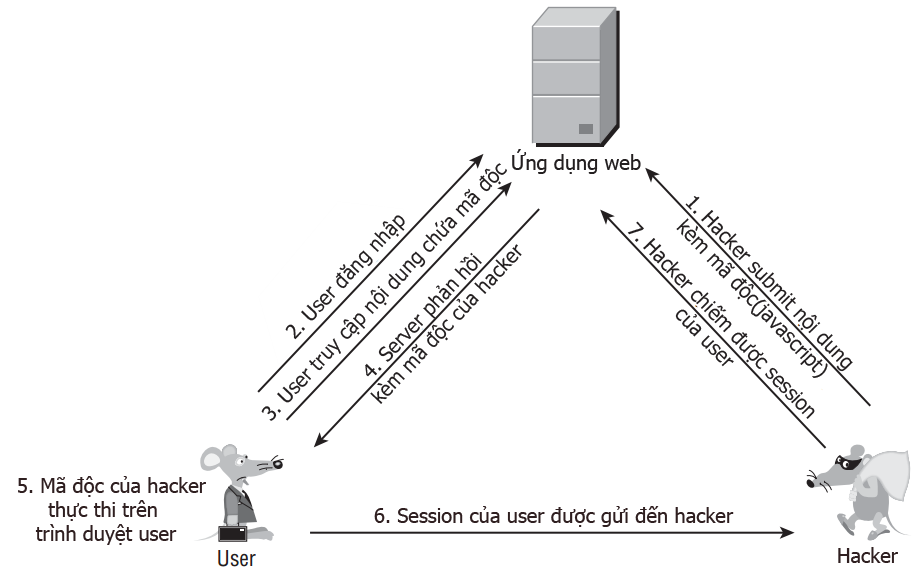 Ứng dụng web
1. Hacker submit nội dung
kèm mã độc(javascript)
2. User đăng nhập
3. User truy cập nội dung chứa mã độc
4. Server phản hồi
kèm mã độc của hacker
5. Mã độc của hacker
thực thi trên
trình duyệt user
6. Session của user được gửi đến hacker
7. Hacker chiếm được session
của user
User
Hacker